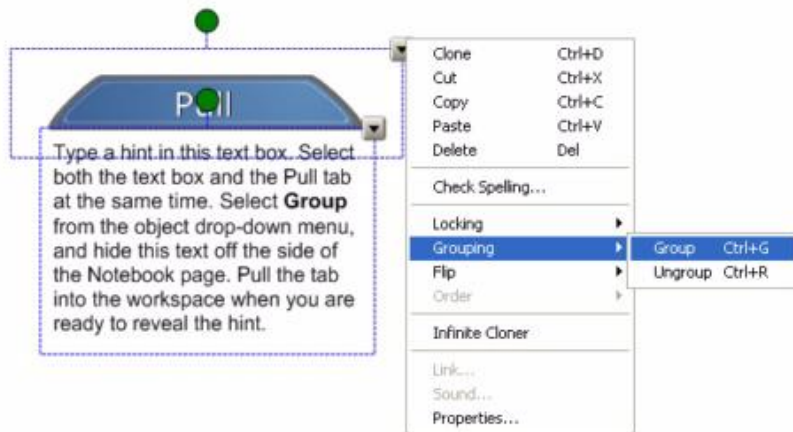 Pull
Type a hint in this text box. Select
both the text box and the Pull tab
at the same time. Select Group
from the object drop-down menu,
and hide this text off the side of
the Notebook page. Pull the tab
into the workspace when you are
ready to reveal the hint.
Clone Ctrl+D
Cut Ctrl+X
Copy Ctrl+C
Paste Ctrl+V
Delete Del
Check Spelling...
Locking
Grouping
Flip
Order
Infinite Cloner
Link...
Sound...
Properties...
Group Ctrl+G
Ungroup Ctrl+R